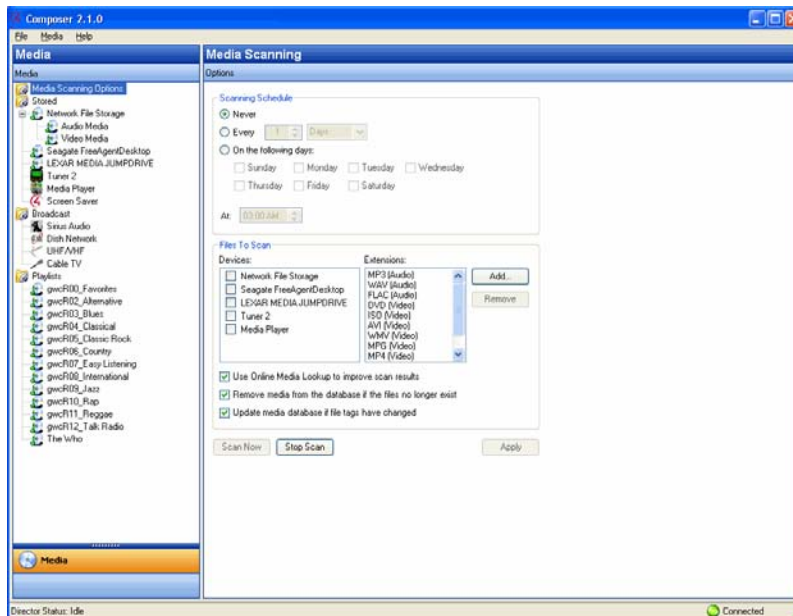 Composer 2.1.0
File Media Help
Media
Media
Media Scanning Options
Stored
Network File Storage
Audio Media
Video Media
Seagate FreeAgentDesktop
LEXAR MEDIA JUMPDRIVE
Tuner 2
Media Player
Screen Saver
Broadcast
Sirius Audio
Dish Network
UHF/VHF
Cable TV
Playlists
gwcR00_Favorites
gwcR02_Alternative
gwcR03_Blues
gwcR04_Classical
gwcR05_Classic Rock
gwcR06_Country
gwcR07_Easy Listening
gwcR08_International
gwcR09_Jazz
gwcR10_Rap
gwcR11_Reggae
gwcR12_Talk Radio
The Who
Media
Media Scanning
Options
Scanning Schedule
Never
Every 1 Days
On the following days:
Sunday Monday Tuesday Wednesday
Thursday Friday Saturday
At: 03:00 AM
Files To Scan
Devices:
Network File Storage
Seagate FreeAgentDesktop
LEXAR MEDIA JUMPDRIVE
Tuner 2
Media Player
Extensions:
MP3 (Audio)
WAV (Audio)
FLAC (Audio)
DVD (Video)
ISO (Video)
AVI (Video)
WMV (Video)
MPG (Video)
MP4 (Video)
Add...
Remove
Use Online Media Lookup to improve scan results
Remove media from the database if the files no longer exist
Update media database if file tags have changed
Scan Now Stop Scan Apply
Director Status: Idle Connected